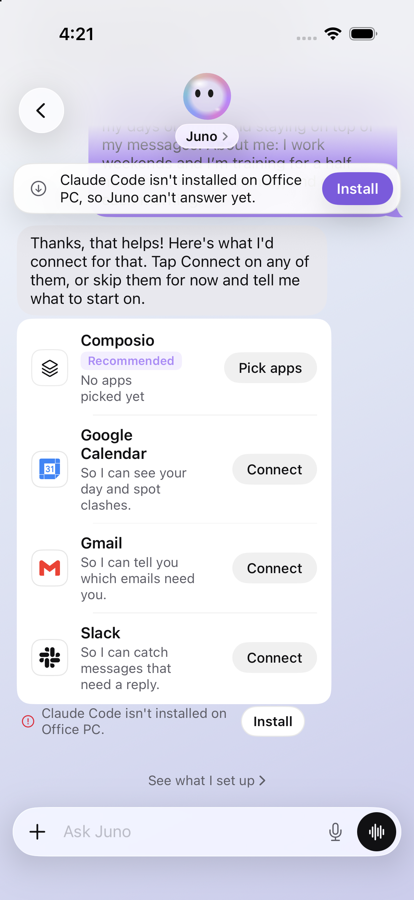 4:21
my days
staying on top of
my messages. About me: I work
weekends and I'm training for a half
Juno
Claude Code isn't installed on Office
PC, so Juno can't answer yet.
Install
Thanks, that helps! Here's what I'd
connect for that. Tap Connect on any of
them, or skip them for now and tell me
what to start on.
Composio
Recommended
No apps
picked yet
Pick apps
Google
Calendar
So I can see your
day and spot
clashes.
Connect
31
Gmail
So I can tell you
which emails need
you.
Connect
Slack
So I can catch
messages that
need a reply.
Connect
Claude Code isn't installed on
Office PC.
Install
See what I set up
Ask Juno